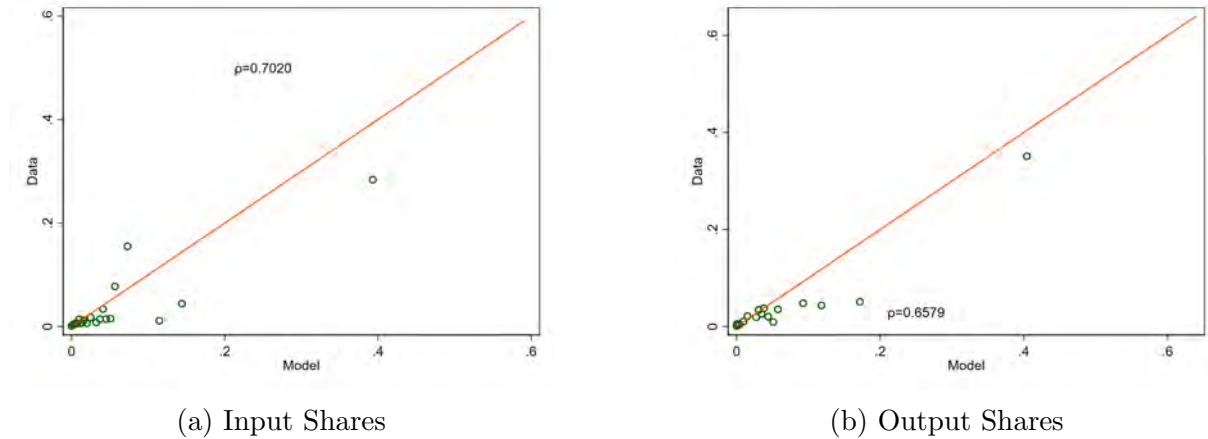 .6
.4
.2
0
Data
ρ=0.7020
0
.2
.4
.6
Model
(a) Input Shares
.6
.4
.2
0
Data
ρ=0.6579
0
.2
.4
.6
Model
(b) Output Shares